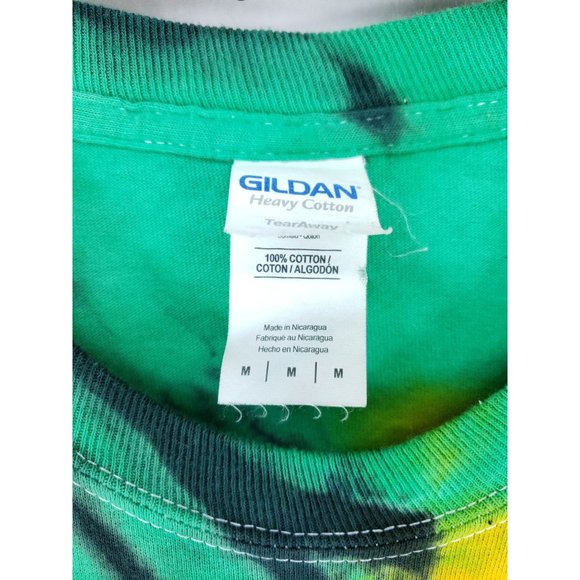 GILDAN
Heavy Cotton
TearAway
100% COTTON /
COTON / ALGODÓN
Made in Nicaragua
Fabriqué au Nicaragua
Hecho en Nicaragua
M | M | M